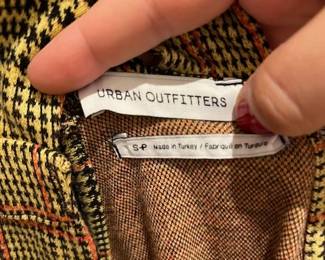 URBAN OUTFITTERS
S-P Made in Turkey / Fabriqué en Turquie